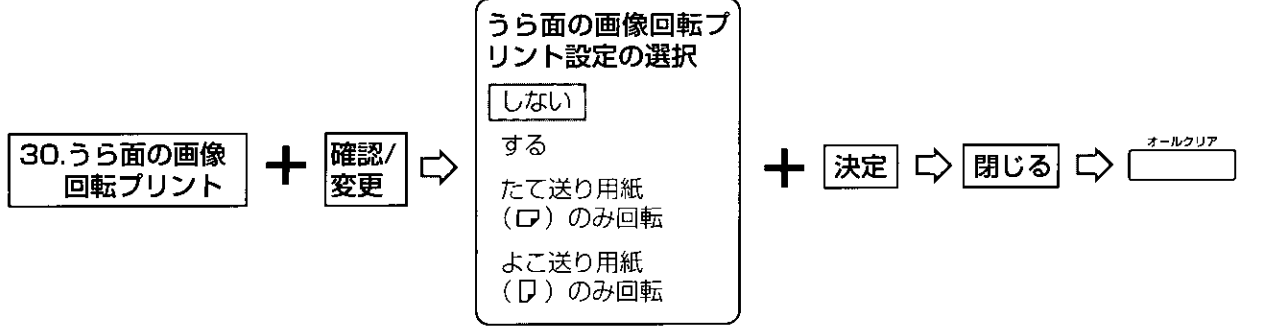 30.うら面の画像
回転プリント
確認/
変更
うら面の画像回転プ
リント設定の選択
しない
する
たて送り用紙
( )のみ回転
よこ送り用紙
( )のみ回転
決定
閉じる
オールクリア